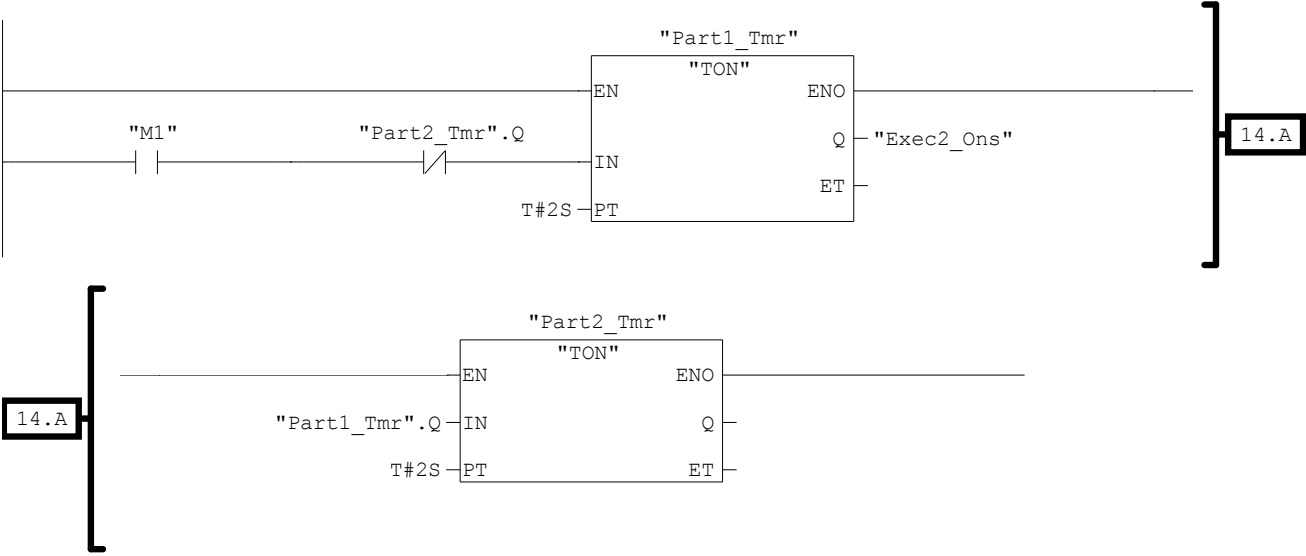 "Part1_Tmr"
"TON"
EN ENO
"M1" "Part2_Tmr".Q
Q "Exec2_Ons"
IN
ET
T#2S PT
14.A
"Part2_Tmr"
"TON"
EN ENO
14.A
"Part1_Tmr".Q IN Q
T#2S PT ET